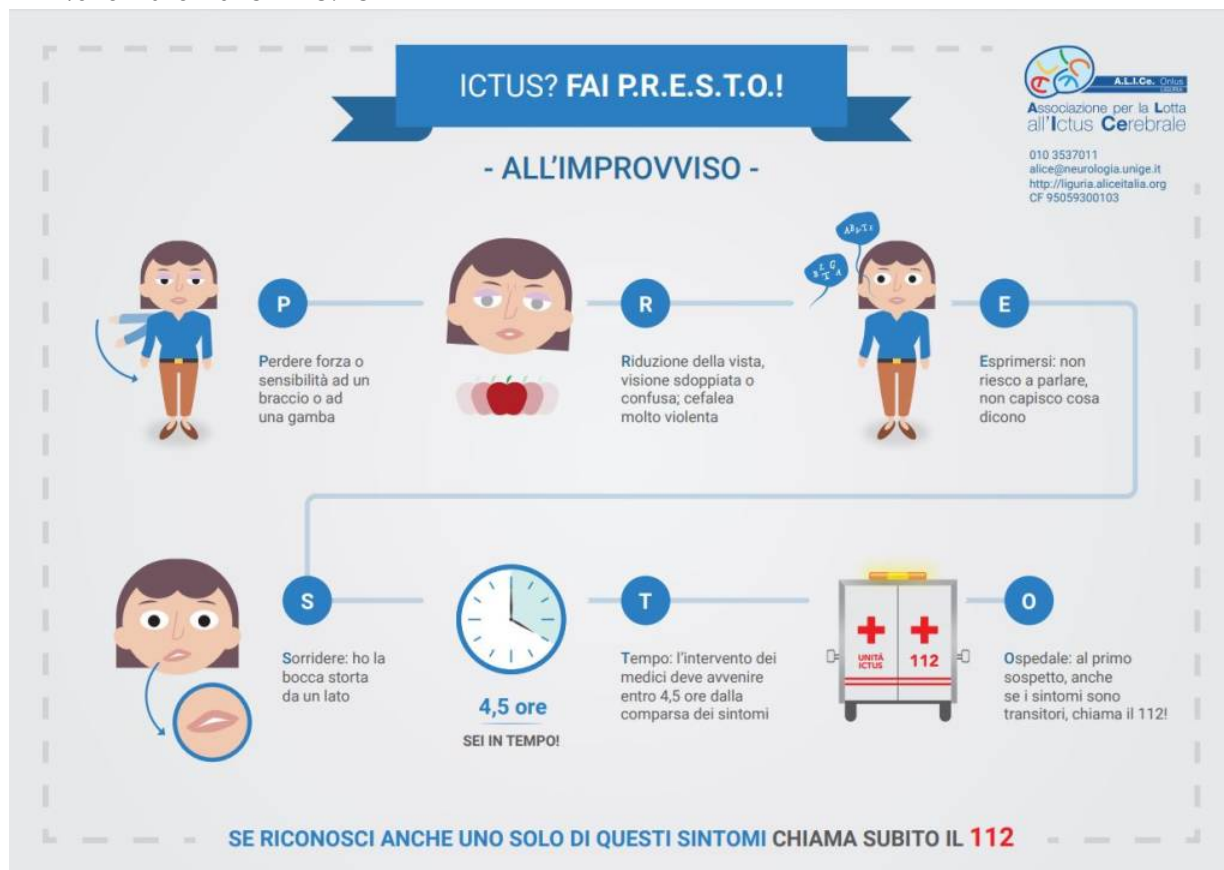 ICTUS? FAI P.R.E.S.T.O.!
- ALL'IMPROVVISO -
A.L.I.Ce. Onlus
LIGURIA
Associazione per la Lotta
all'Ictus Cerebrale
010 3537011
alice@neurologia.unige.it
http://liguria.aliceitalia.org
CF 95059300103
P
Perdere forza o
sensibilità ad un
braccio o ad
una gamba
R
Riduzione della vista,
visione sdoppiata o
confusa; cefalea
molto violenta
E
Esprimersi: non
riesco a parlare,
non capisco cosa
dicono
S
Sorridere: ho la
bocca storta
da un lato
4,5 ore
SEI IN TEMPO!
T
Tempo: l'intervento dei
medici deve avvenire
entro 4,5 ore dalla
comparsa dei sintomi
UNITÀ
ICTUS
112
O
Ospedale: al primo
sospetto, anche
se i sintomi sono
transitori, chiama il 112!
SE RICONOSCI ANCHE UNO SOLO DI QUESTI SINTOMI CHIAMA SUBITO IL 112